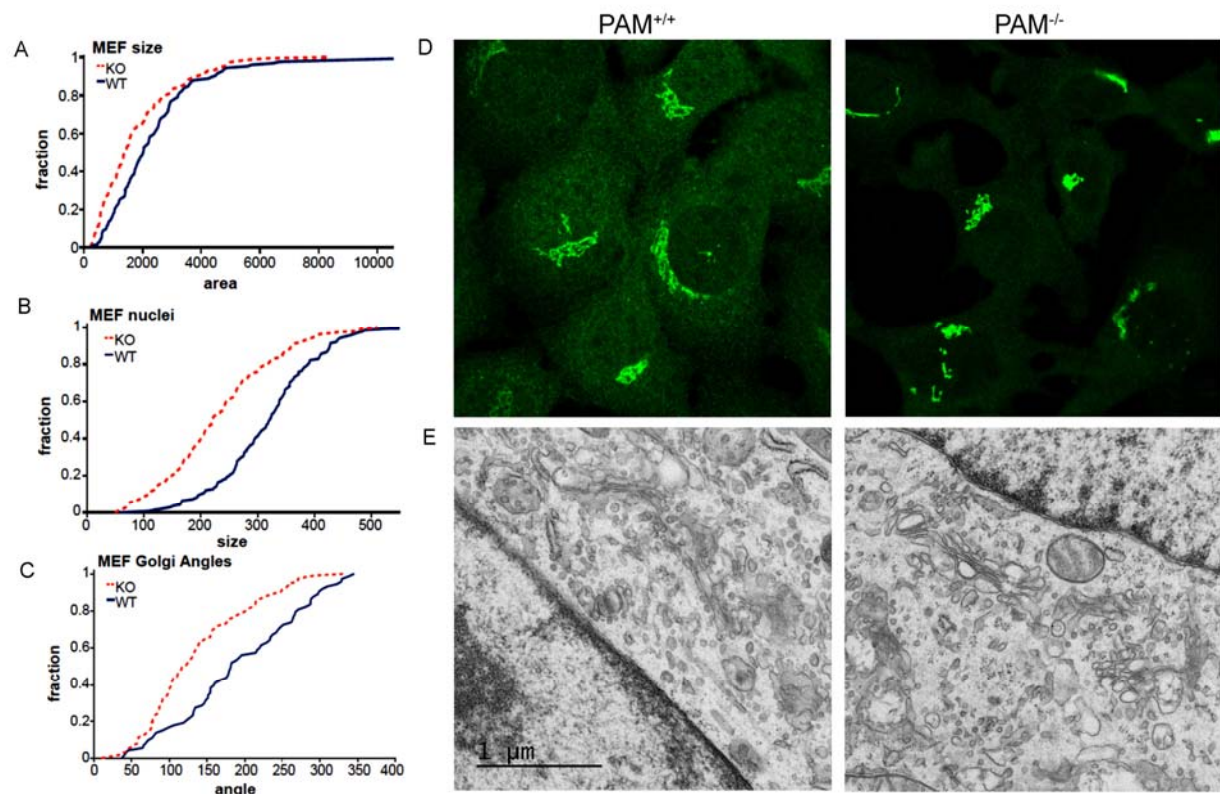 PAM+/+
PAM-/-
A
MEF size
KO
WT
1
0.8
0.6
0.4
0.2
0
fraction
0 2000 4000 6000 8000 10000
area
B
MEF nuclei
KO
WT
1
0.8
0.6
0.4
0.2
0
fraction
0 100 200 300 400 500
size
C
MEF Golgi Angles
KO
WT
1
0.8
0.6
0.4
0.2
0
fraction
0 50 100 150 200 250 300 350 400
angle
D
E
1 µm